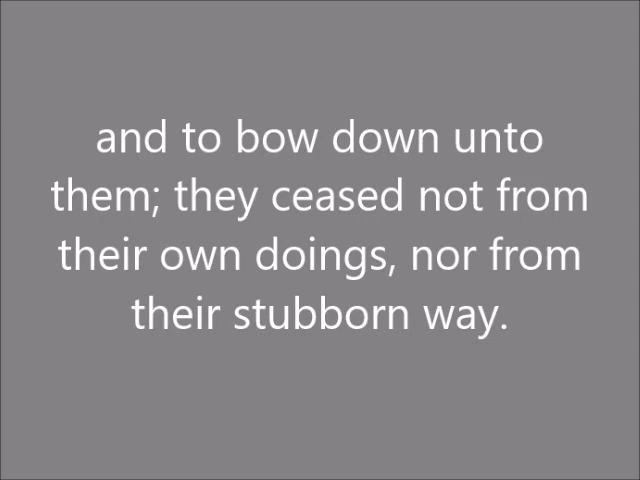 and to bow down unto
them; they ceased not from
their own doings, nor from
their stubborn way.